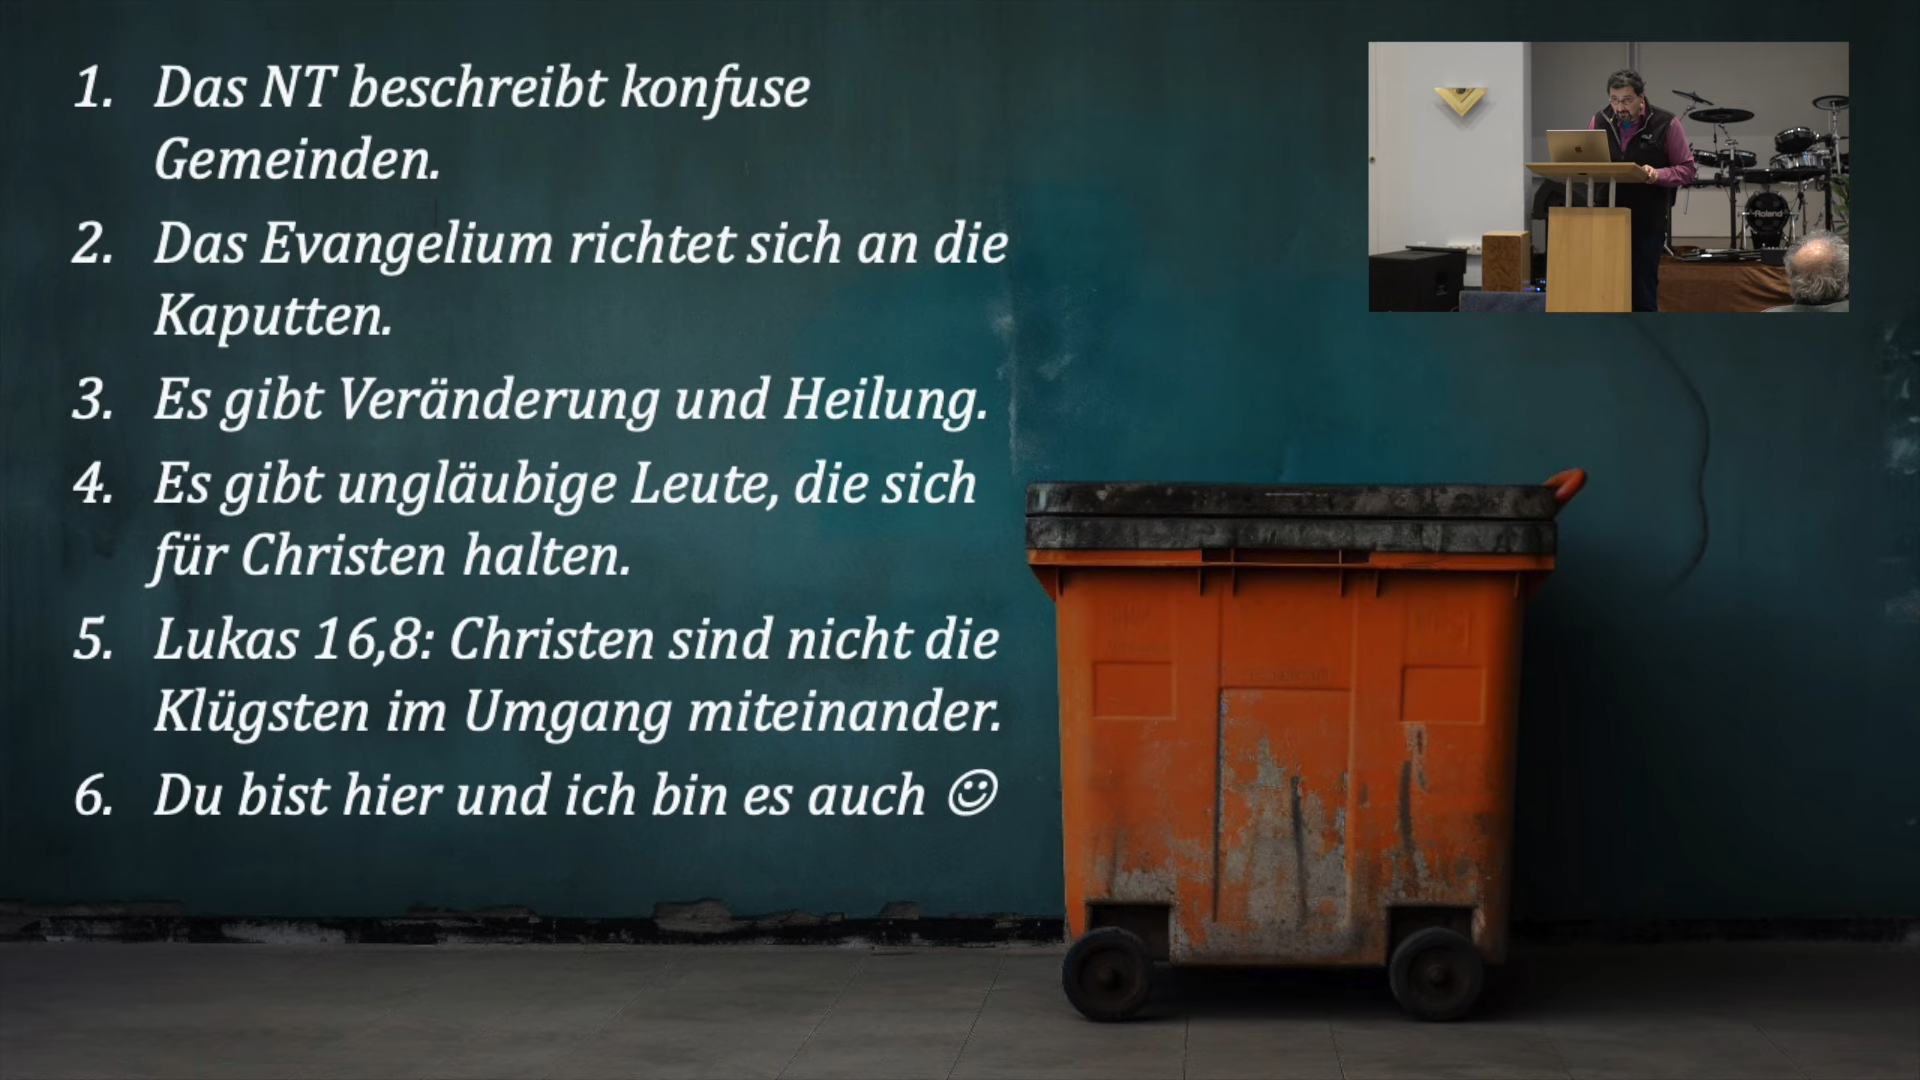 1. Das NT beschreibt konfuse
Gemeinden.
2. Das Evangelium richtet sich an die
Kaputten.
3. Es gibt Veränderung und Heilung.
4. Es gibt ungläubige Leute, die sich
für Christen halten.
5. Lukas 16,8: Christen sind nicht die
Klügsten im Umgang miteinander.
6. Du bist hier und ich bin es auch ☺
Roland